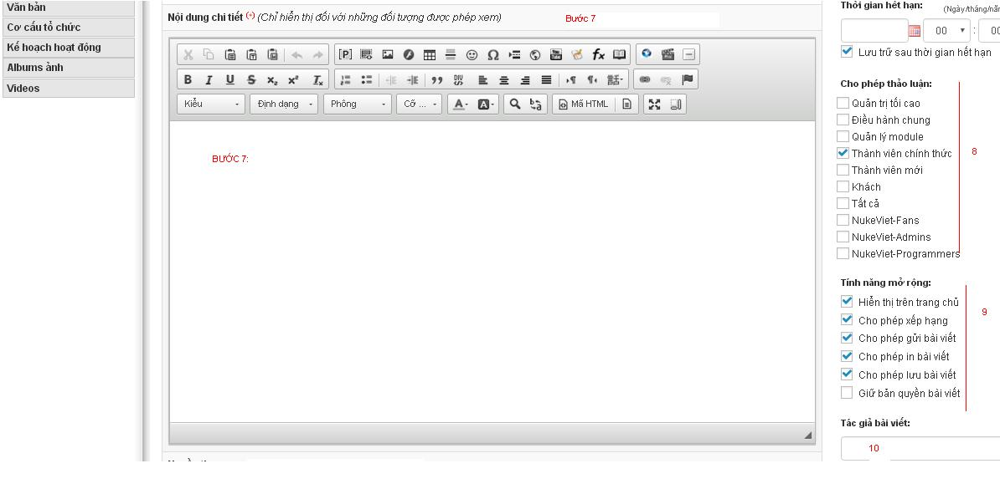 Văn bản
Cơ cấu tổ chức
Kế hoạch hoạt động
Albums ảnh
Videos
Nội dung chi tiết (*) (Chỉ hiển thị đối với những đối tượng được phép xem)
Bước 7
Kiểu
Định dạng
Phông
Cỡ ...
Mã HTML
BƯỚC 7:
Thời gian hết hạn:
(Ngày/tháng/năm
00 : 00
Lưu trữ sau thời gian hết hạn
Cho phép thảo luận:
Quản trị tối cao
Điều hành chung
Quản lý module
Thành viên chính thức
8
Thành viên mới
Khách
Tất cả
NukeViet-Fans
NukeViet-Admins
NukeViet-Programmers
Tính năng mở rộng:
Hiển thị trên trang chủ
9
Cho phép xếp hạng
Cho phép gửi bài viết
Cho phép in bài viết
Cho phép lưu bài viết
Giữ bản quyền bài viết
Tác giả bài viết:
10